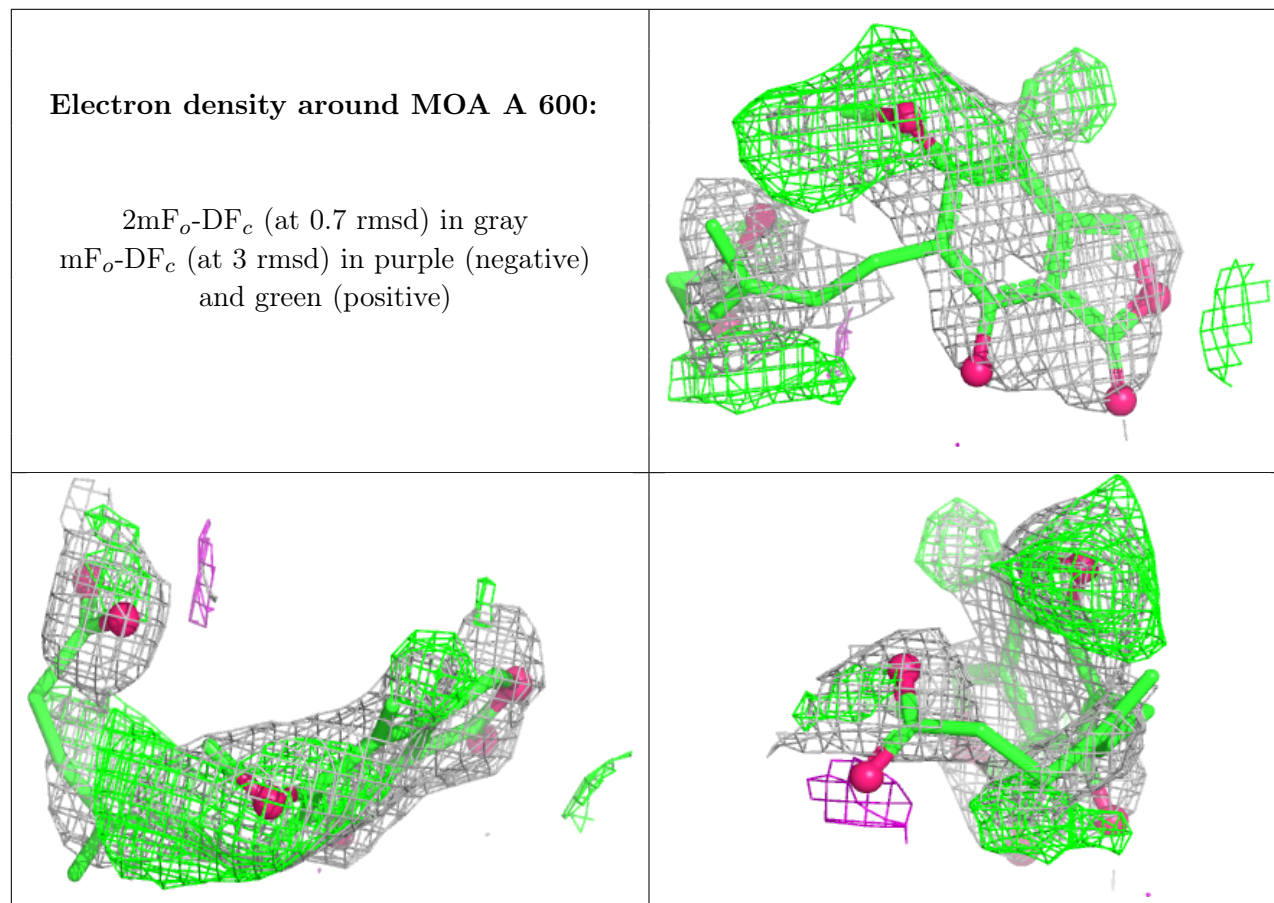 Electron density around MOA A 600:
2mFo-DFc (at 0.7 rmsd) in gray
mFo-DFc (at 3 rmsd) in purple (negative)
and green (positive)